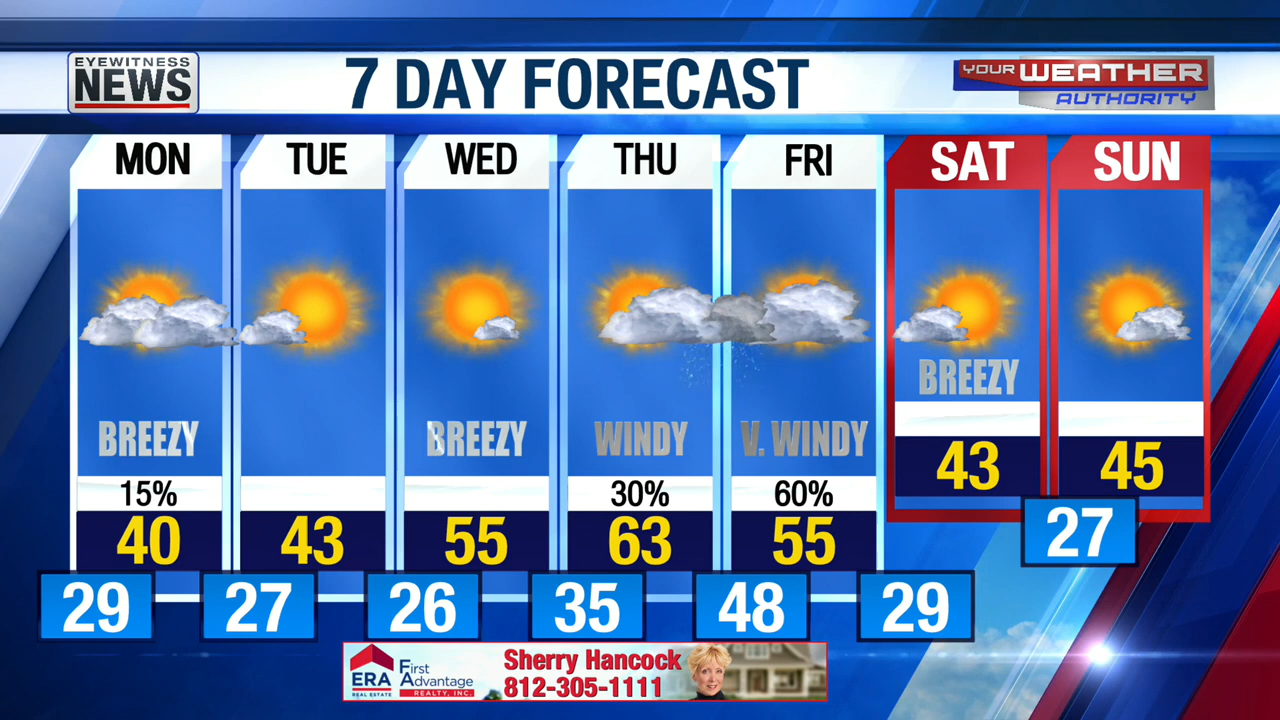 EYEWITNESS
NEWS
7 DAY FORECAST
YOUR WEATHER
AUTHORITY
MON TUE WED THU FRI SAT SUN
BREEZY
BREEZY BREEZY WINDY V. WINDY
15% 30% 60%
43 45
40 43 55 63 55
27
29 27 26 35 48 29
ERA
REAL ESTATE
First
Advantage
REALTY, INC.
Sherry Hancock
812-305-1111